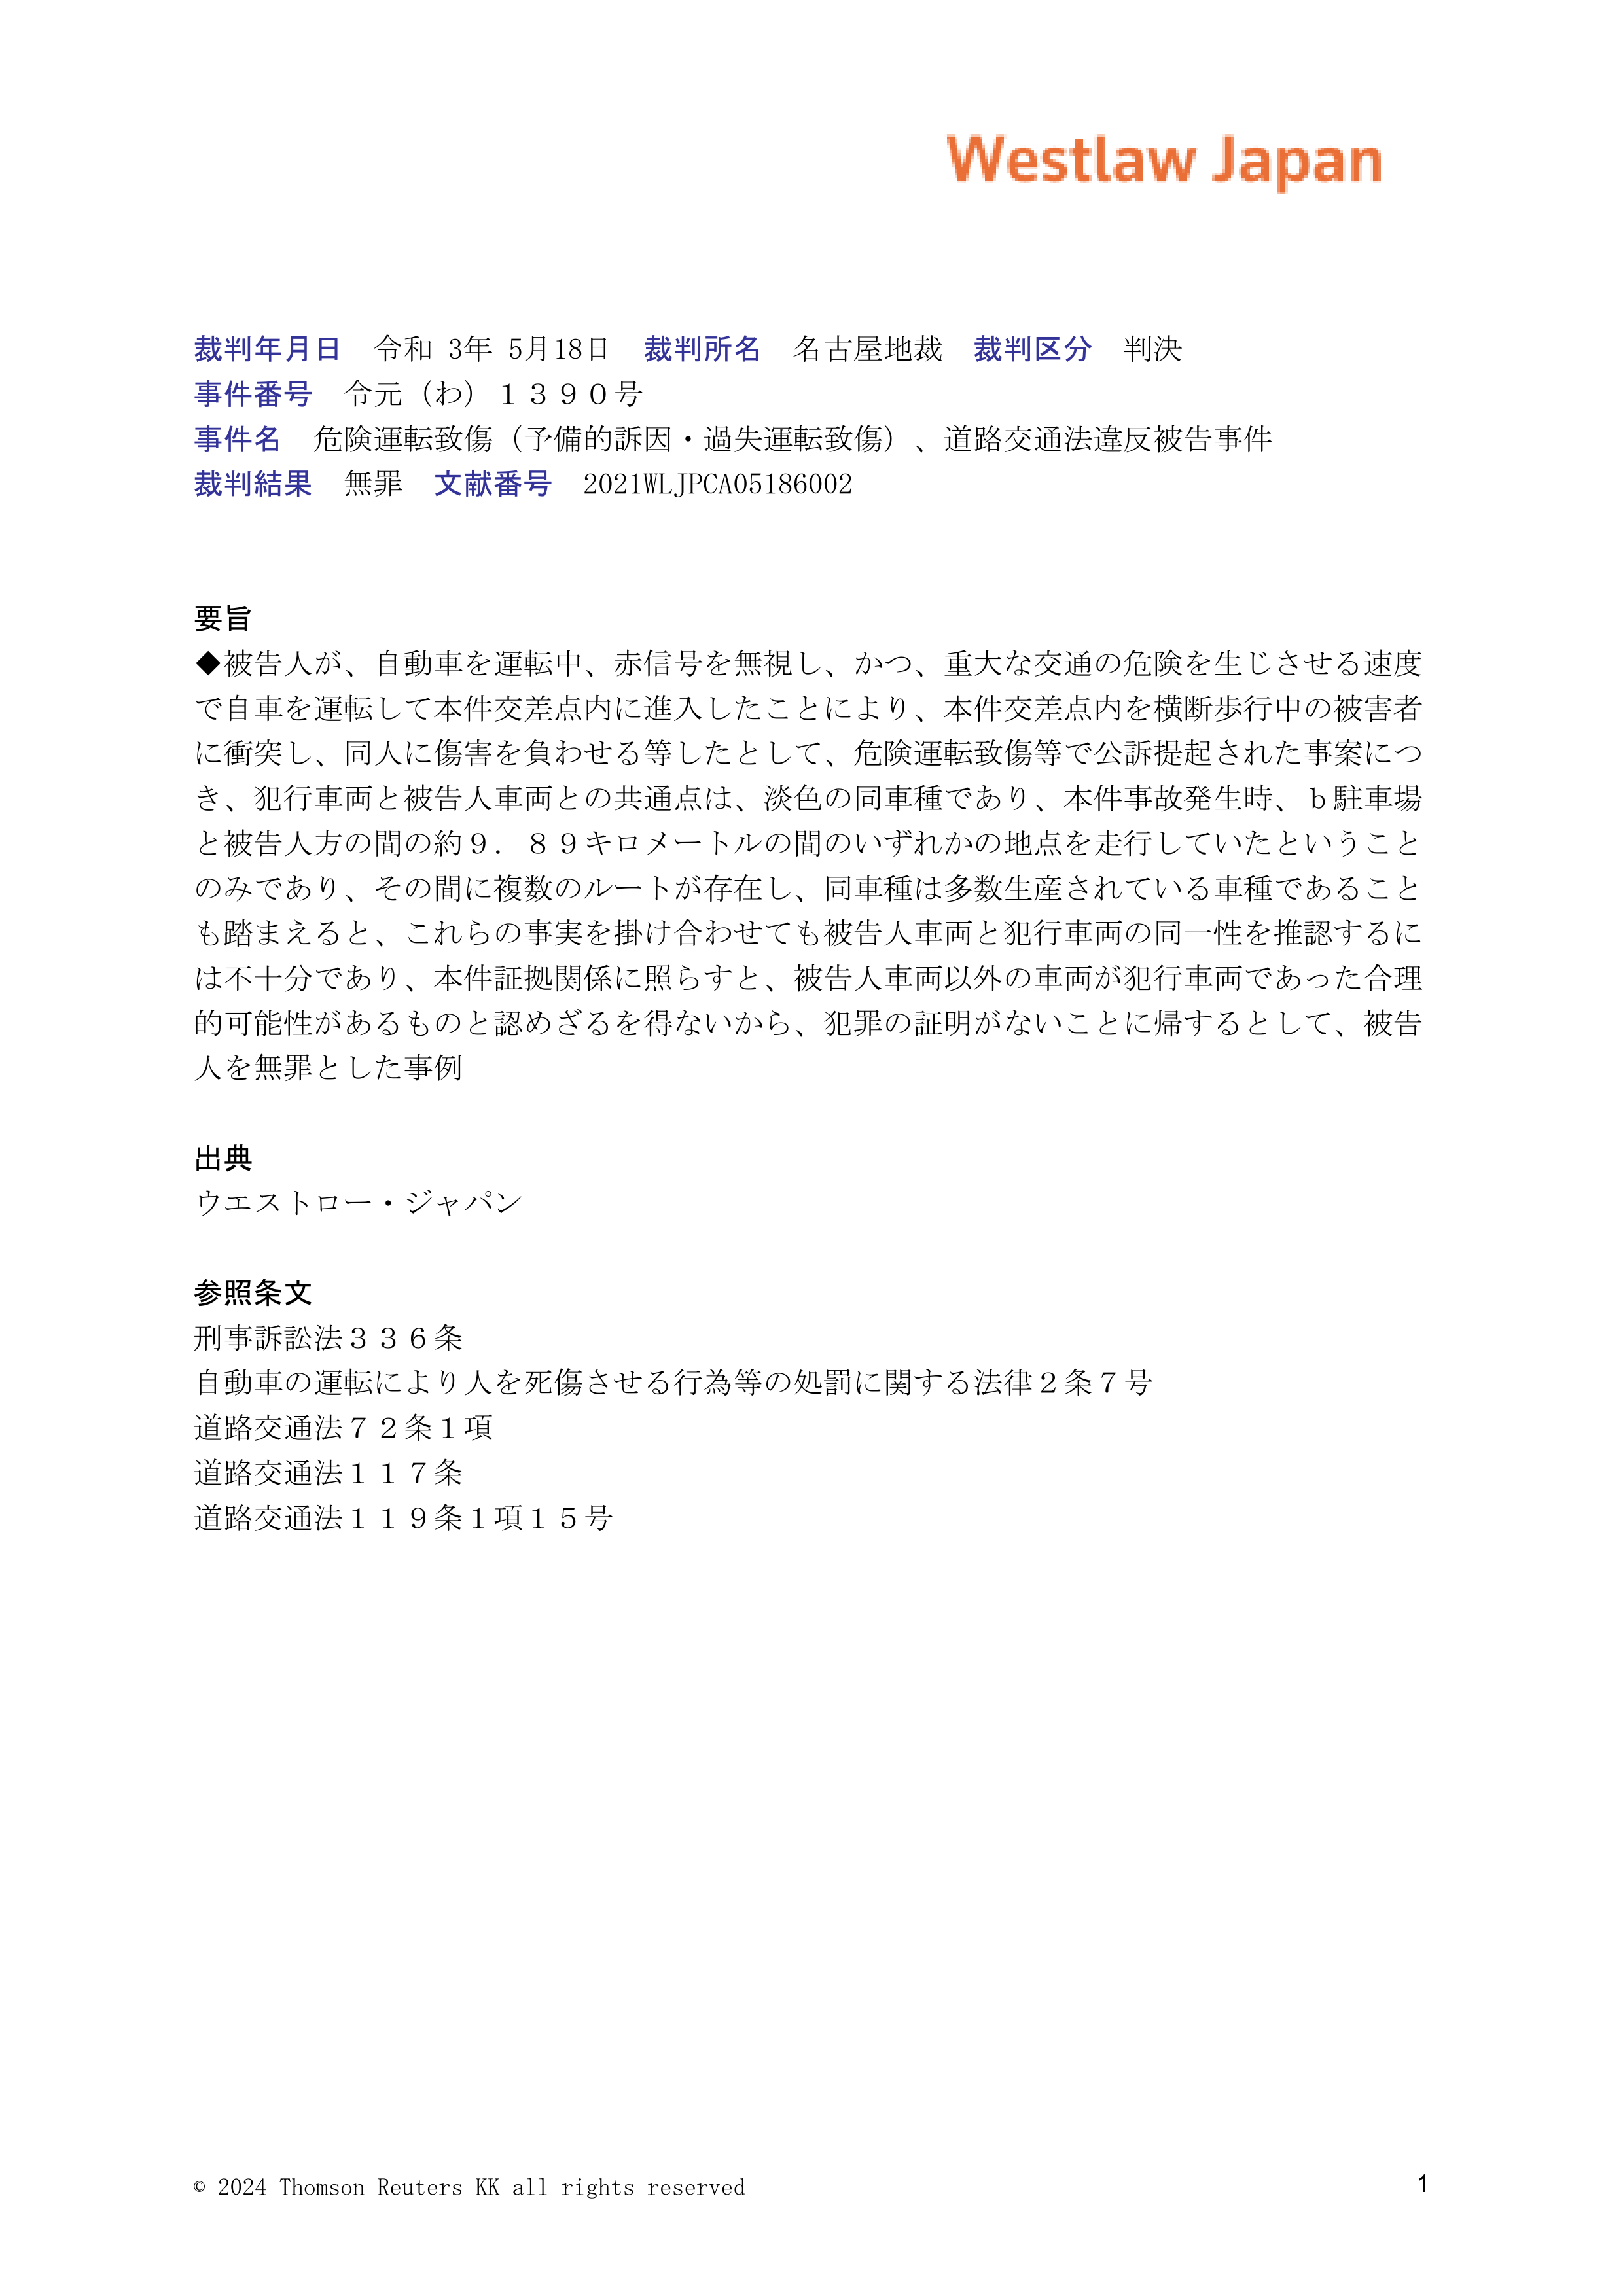 Westlaw Japan
裁判年月日　令和 3年 5月18日　裁判所名　名古屋地裁　裁判区分　判決
事件番号　令元（わ）１３９０号
事件名　危険運転致傷（予備的訴因・過失運転致傷）、道路交通法違反被告事件
裁判結果　無罪　文献番号　2021WLJPCA05186002
要旨
◆被告人が、自動車を運転中、赤信号を無視し、かつ、重大な交通の危険を生じさせる速度
で自車を運転して本件交差点内に進入したことにより、本件交差点内を横断歩行中の被害者
に衝突し、同人に傷害を負わせる等したとして、危険運転致傷等で公訴提起された事案につ
き、犯行車両と被告人車両との共通点は、淡色の同車種であり、本件事故発生時、ｂ駐車場
と被告人方の間の約９．８９キロメートルの間のいずれかの地点を走行していたということ
のみであり、その間に複数のルートが存在し、同車種は多数生産されている車種であること
も踏まえると、これらの事実を掛け合わせても被告人車両と犯行車両の同一性を推認するに
は不十分であり、本件証拠関係に照らすと、被告人車両以外の車両が犯行車両であった合理
的可能性があるものと認めざるを得ないから、犯罪の証明がないことに帰するとして、被告
人を無罪とした事例
出典
ウエストロー・ジャパン
参照条文
刑事訴訟法３３６条
自動車の運転により人を死傷させる行為等の処罰に関する法律２条７号
道路交通法７２条１項
道路交通法１１７条
道路交通法１１９条１項１５号
© 2024 Thomson Reuters KK all rights reserved
1